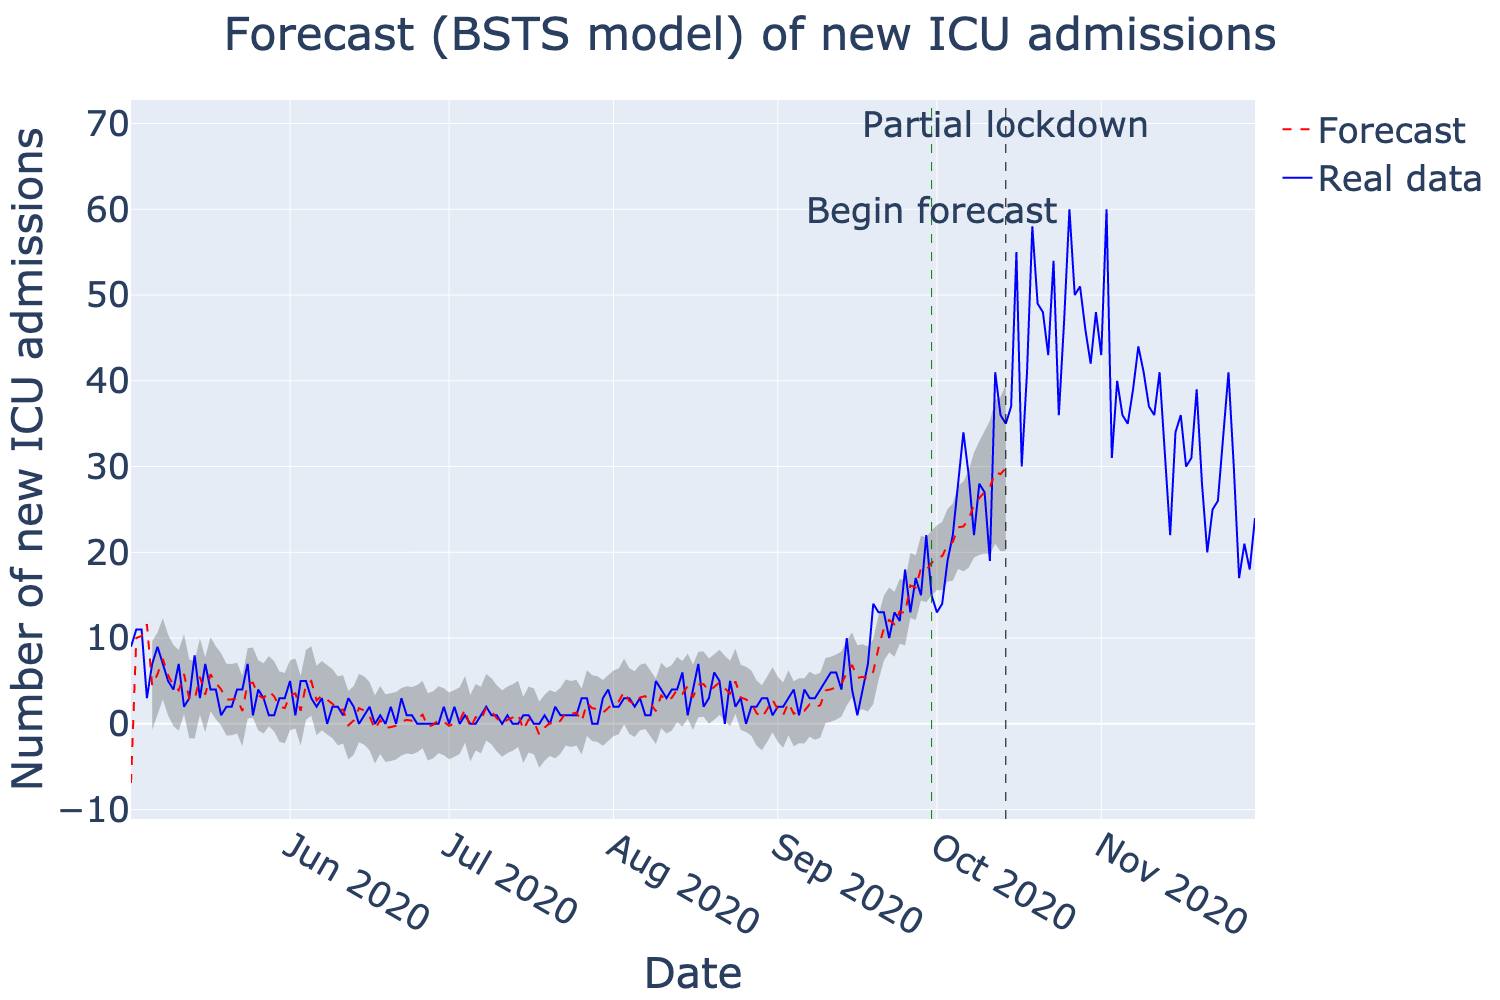 Forecast (BSTS model) of new ICU admissions
Number of new ICU admissions
70
60
50
40
30
20
10
0
−10
Partial lockdown
Begin forecast
Forecast
Real data
Jun 2020
Jul 2020
Aug 2020
Sep 2020
Oct 2020
Nov 2020
Date